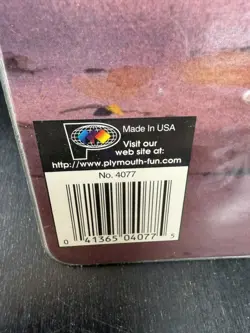 Made In USA
Visit our
web site at:
http://www.plymouth-fun.com
No. 4077
0 41365 04077 5